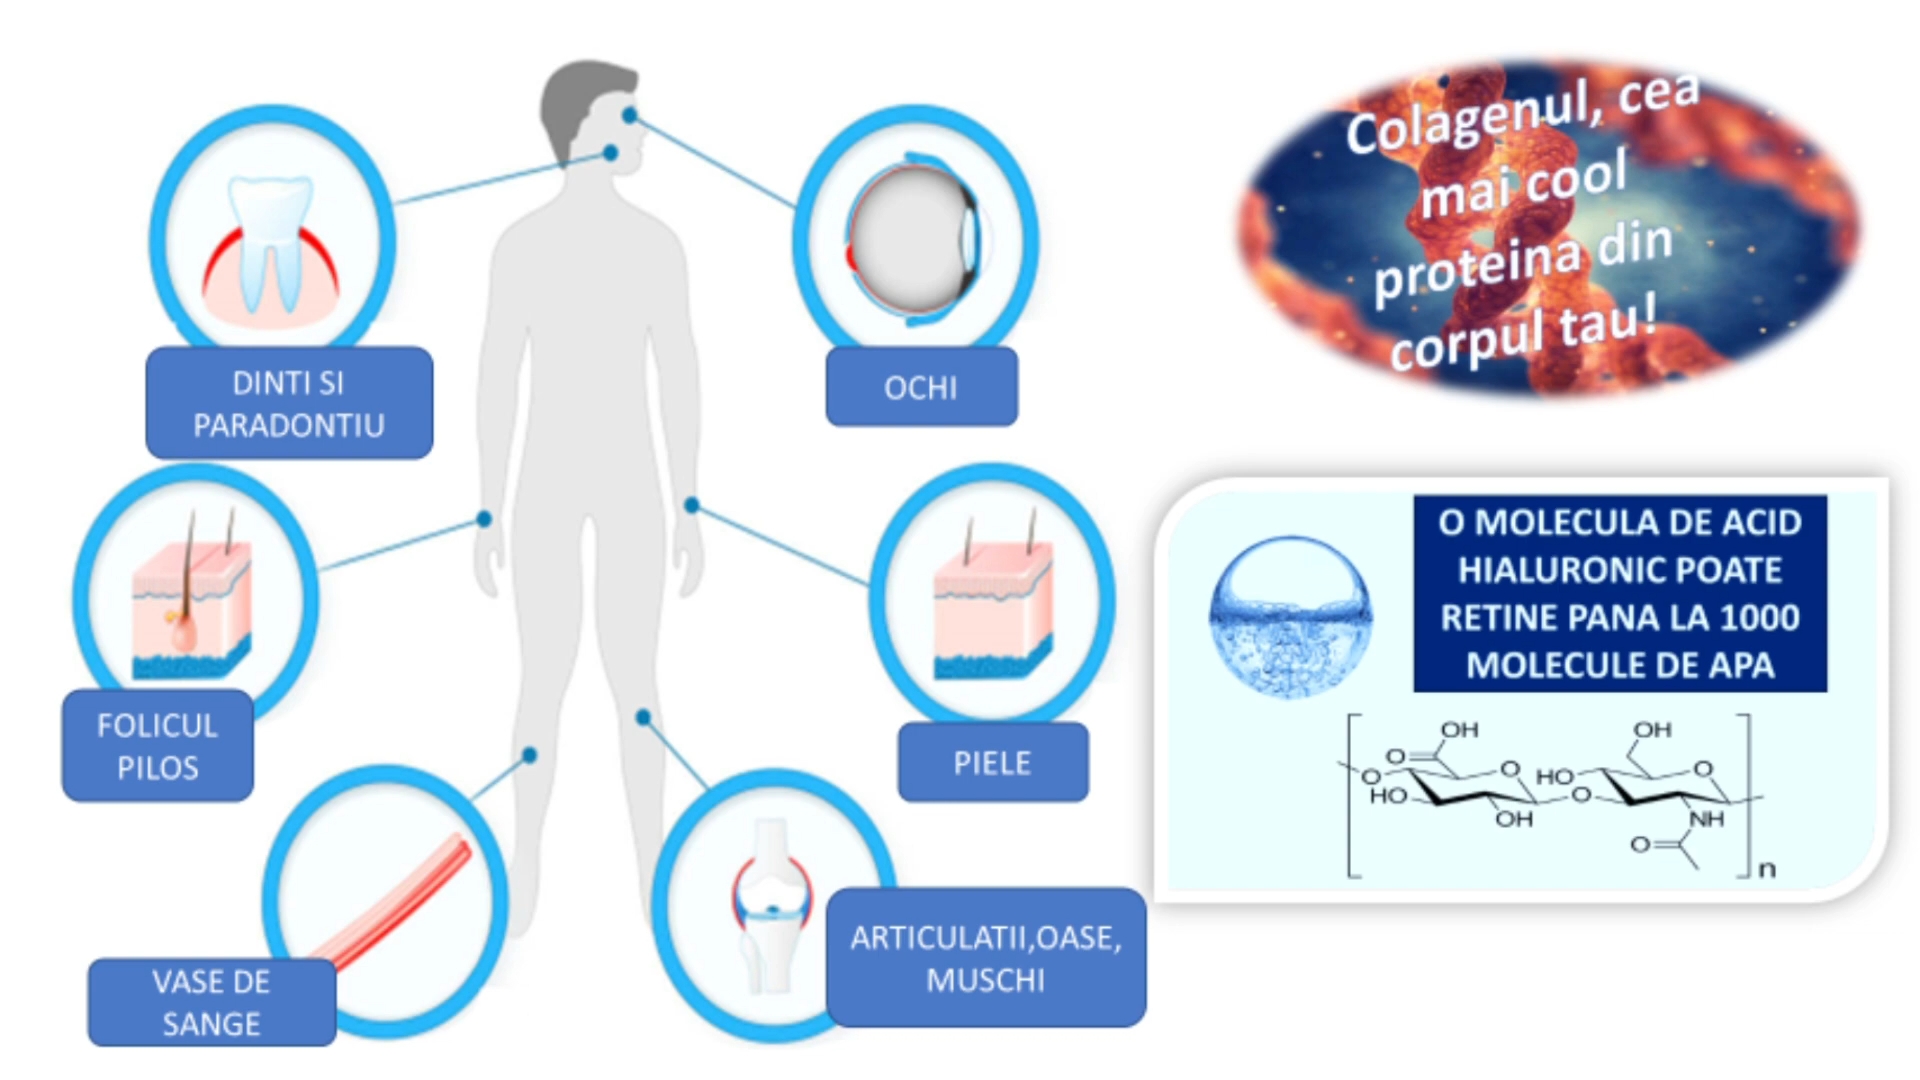 DINTI SI
PARADONTIU
OCHI
FOLICUL
PILOS
PIELE
VASE DE
SANGE
ARTICULATII,OASE,
MUSCHI
Colagenul, cea
mai cool
proteina din
corpul tau!
O MOLECULA DE ACID
HIALURONIC POATE
RETINE PANA LA 1000
MOLECULE DE APA
OH
OH
O
O
HO
O
O
HO
O
HO
OH
NH
O
n